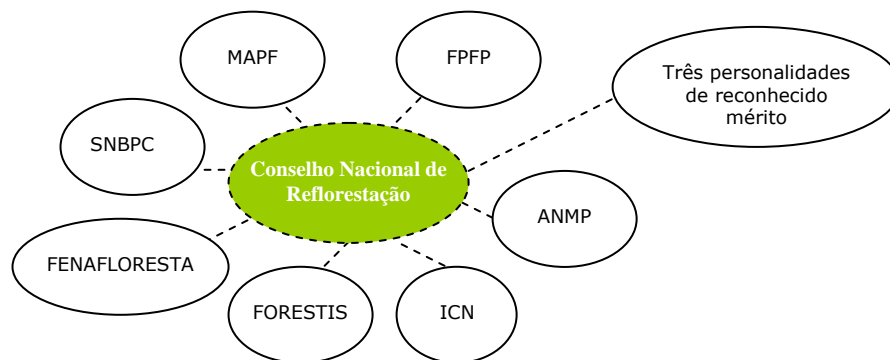 MAPF
FPFP
Três personalidades
de reconhecido
mérito
SNBPC
Conselho Nacional de
Reflorestação
ANMP
FENAFLORESTA
FORESTIS
ICN